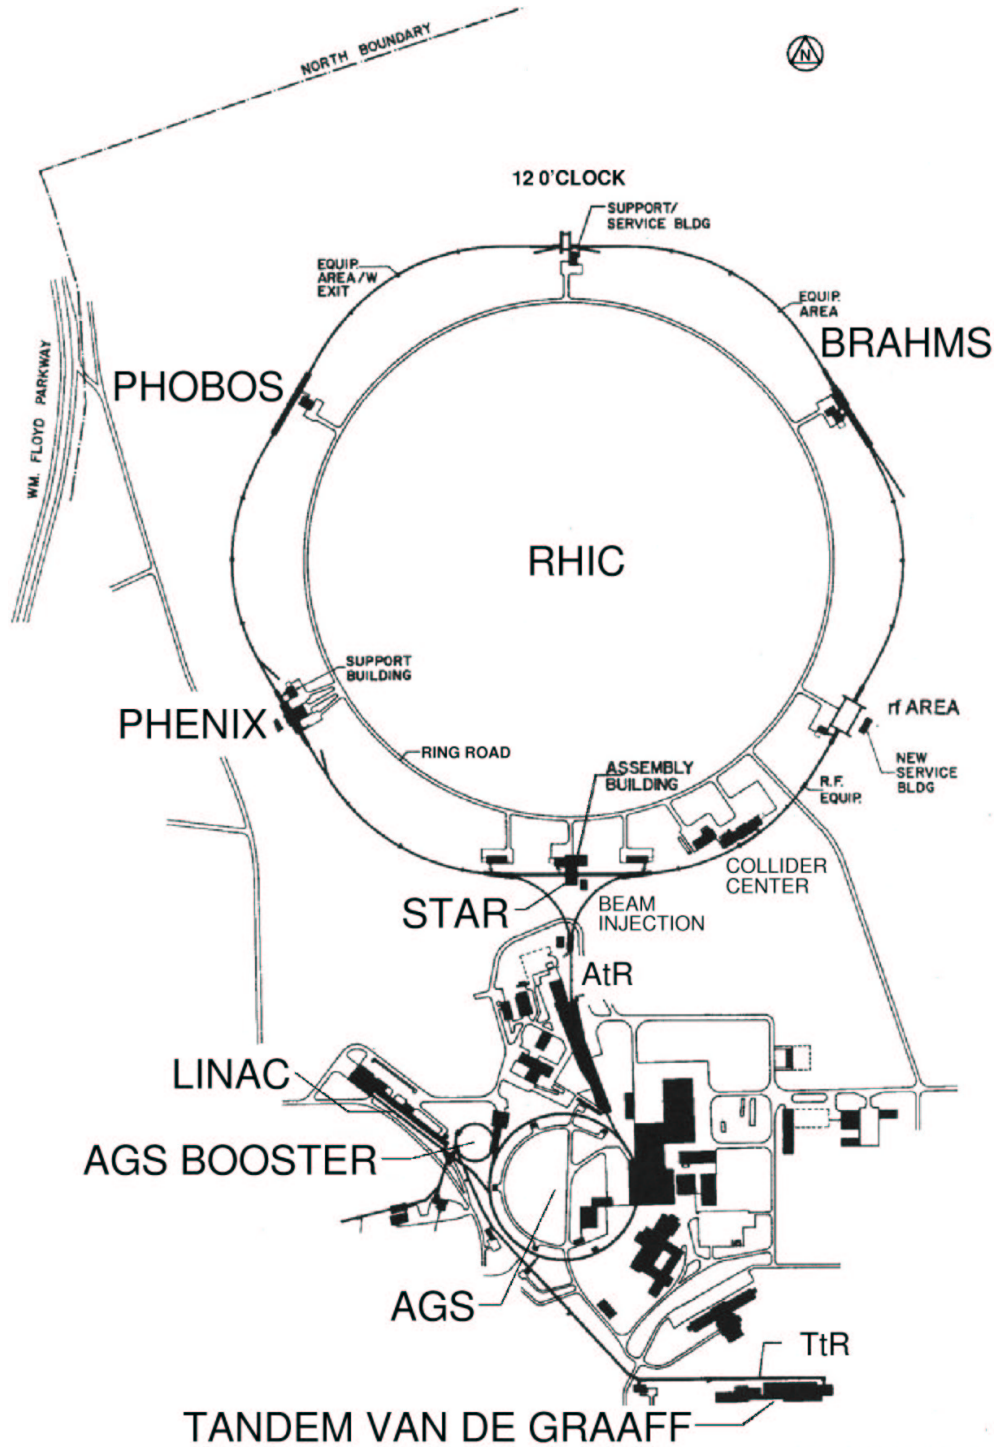 NORTH BOUNDARY
N
12 O'CLOCK
SUPPORT/
SERVICE BLDG
EQUIP.
AREA/W
EXIT
EQUIP.
AREA
BRAHMS
WM. FLOYD PARKWAY
PHOBOS
RHIC
SUPPORT
BUILDING
PHENIX
rf AREA
RING ROAD
ASSEMBLY
BUILDING
NEW
SERVICE
BLDG
R.F.
EQUIP.
COLLIDER
CENTER
STAR
BEAM
INJECTION
AtR
LINAC
AGS BOOSTER
AGS
TtR
TANDEM VAN DE GRAAFF